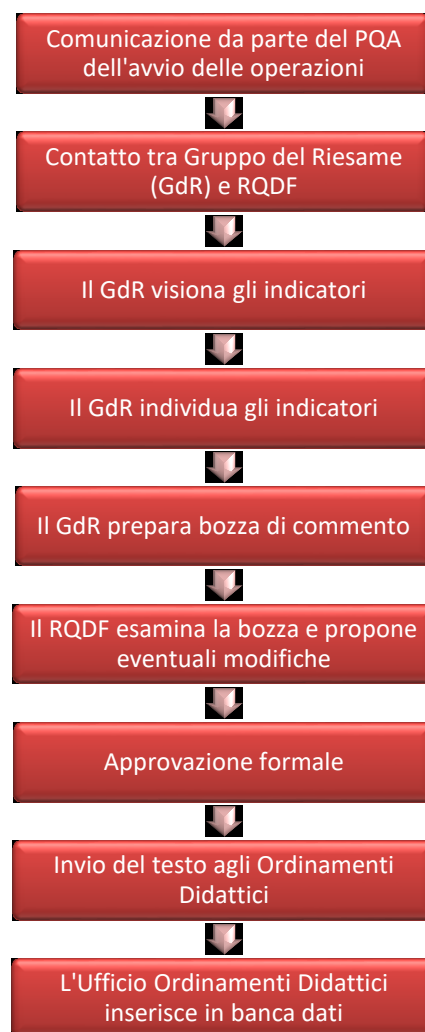 Comunicazione da parte del PQA
dell'avvio delle operazioni
Contatto tra Gruppo del Riesame
(GdR) e RQDF
Il GdR visiona gli indicatori
Il GdR individua gli indicatori
Il GdR prepara bozza di commento
Il RQDF esamina la bozza e propone
eventuali modifiche
Approvazione formale
Invio del testo agli Ordinamenti
Didattici
L'Ufficio Ordinamenti Didattici
inserisce in banca dati